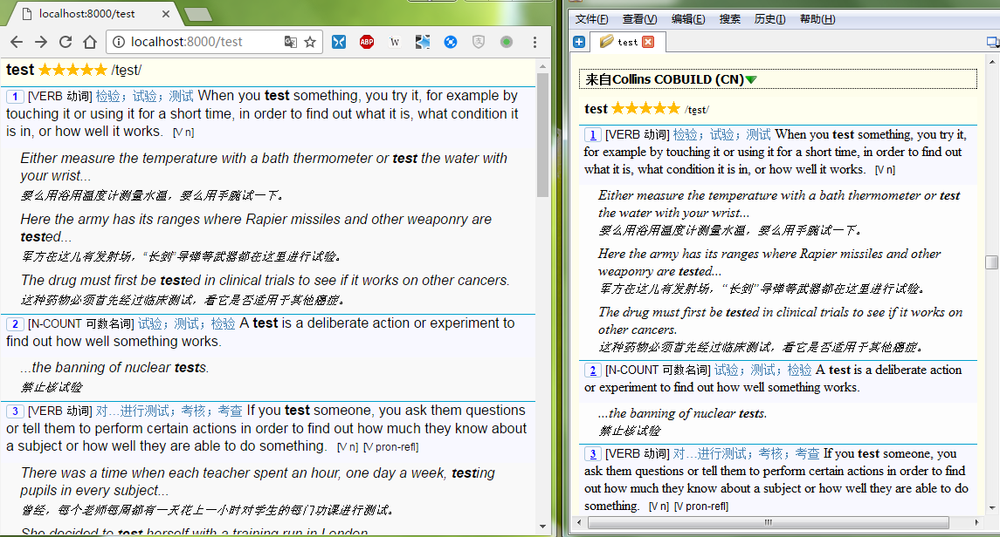 localhost:8000/test
localhost:8000/test
ABP
W
test ★★★★★ /test/
1 [VERB 动词] 检验；试验；测试 When you test something, you try it, for example by
touching it or using it for a short time, in order to find out what it is, what condition it
is in, or how well it works. [V n]
Either measure the temperature with a bath thermometer or test the water with
your wrist...
要么用浴用温度计测量水温，要么用手腕试一下。
Here the army has its ranges where Rapier missiles and other weaponry are
tested...
军方在这儿有发射场，“长剑”导弹等武器都在这里进行试验。
The drug must first be tested in clinical trials to see if it works on other cancers.
这种药物必须首先经过临床测试，看它是否适用于其他癌症。
2 [N-COUNT 可数名词] 试验；测试；检验 A test is a deliberate action or experiment to
find out how well something works.
...the banning of nuclear tests.
禁止核试验
3 [VERB 动词] 对…进行测试；考核；考查 If you test someone, you ask them questions
or tell them to perform certain actions in order to find out how much they know about
a subject or how well they are able to do something. [V n] [V pron-refl]
There was a time when each teacher spent an hour, one day a week, testing
pupils in every subject...
曾经，每个老师每周都有一天花上一小时对学生的每门功课进行测试。
She decided to test herself with a training run in London
文件(F) 查看(V) 编辑(E) 搜索 历史(I) 帮助(H)
test
来自Collins COBUILD (CN)
test ★★★★★ /test/
1 [VERB 动词] 检验；试验；测试 When you test something, you try it,
for example by touching it or using it for a short time, in order to find out
what it is, what condition it is in, or how well it works. [V n]
Either measure the temperature with a bath thermometer or test
the water with your wrist...
要么用浴用温度计测量水温，要么用手腕试一下。
Here the army has its ranges where Rapier missiles and other
weaponry are tested...
军方在这儿有发射场，“长剑”导弹等武器都在这里进行试验。
The drug must first be tested in clinical trials to see if it works on
other cancers.
这种药物必须首先经过临床测试，看它是否适用于其他癌症。
2 [N-COUNT 可数名词] 试验；测试；检验 A test is a deliberate action
or experiment to find out how well something works.
...the banning of nuclear tests.
禁止核试验
3 [VERB 动词] 对…进行测试；考核；考查 If you test someone, you
ask them questions or tell them to perform certain actions in order to find
out how much they know about a subject or how well they are able to do
something. [V n] [V pron-refl]